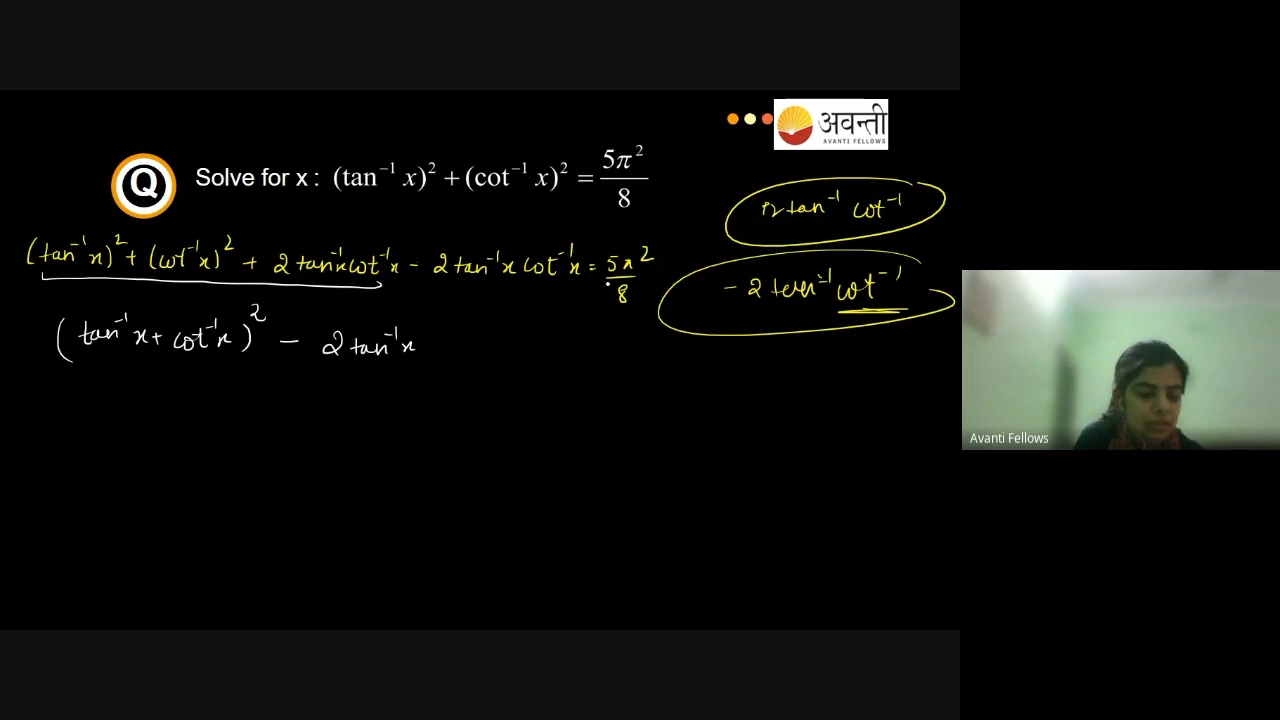 अवन्ती
AVANTI FELLOWS
Q Solve for x : (tan⁻¹ x)² + (cot⁻¹ x)² = 5π²/8
(tan⁻¹x)² + (cot⁻¹x)² + 2 tan⁻¹x cot⁻¹x - 2 tan⁻¹x cot⁻¹x = 5π²/8
(tan⁻¹x + cot⁻¹x)² - 2 tan⁻¹x
tan⁻¹ cot⁻¹
- 2 tan⁻¹ cot⁻¹
Avanti Fellows